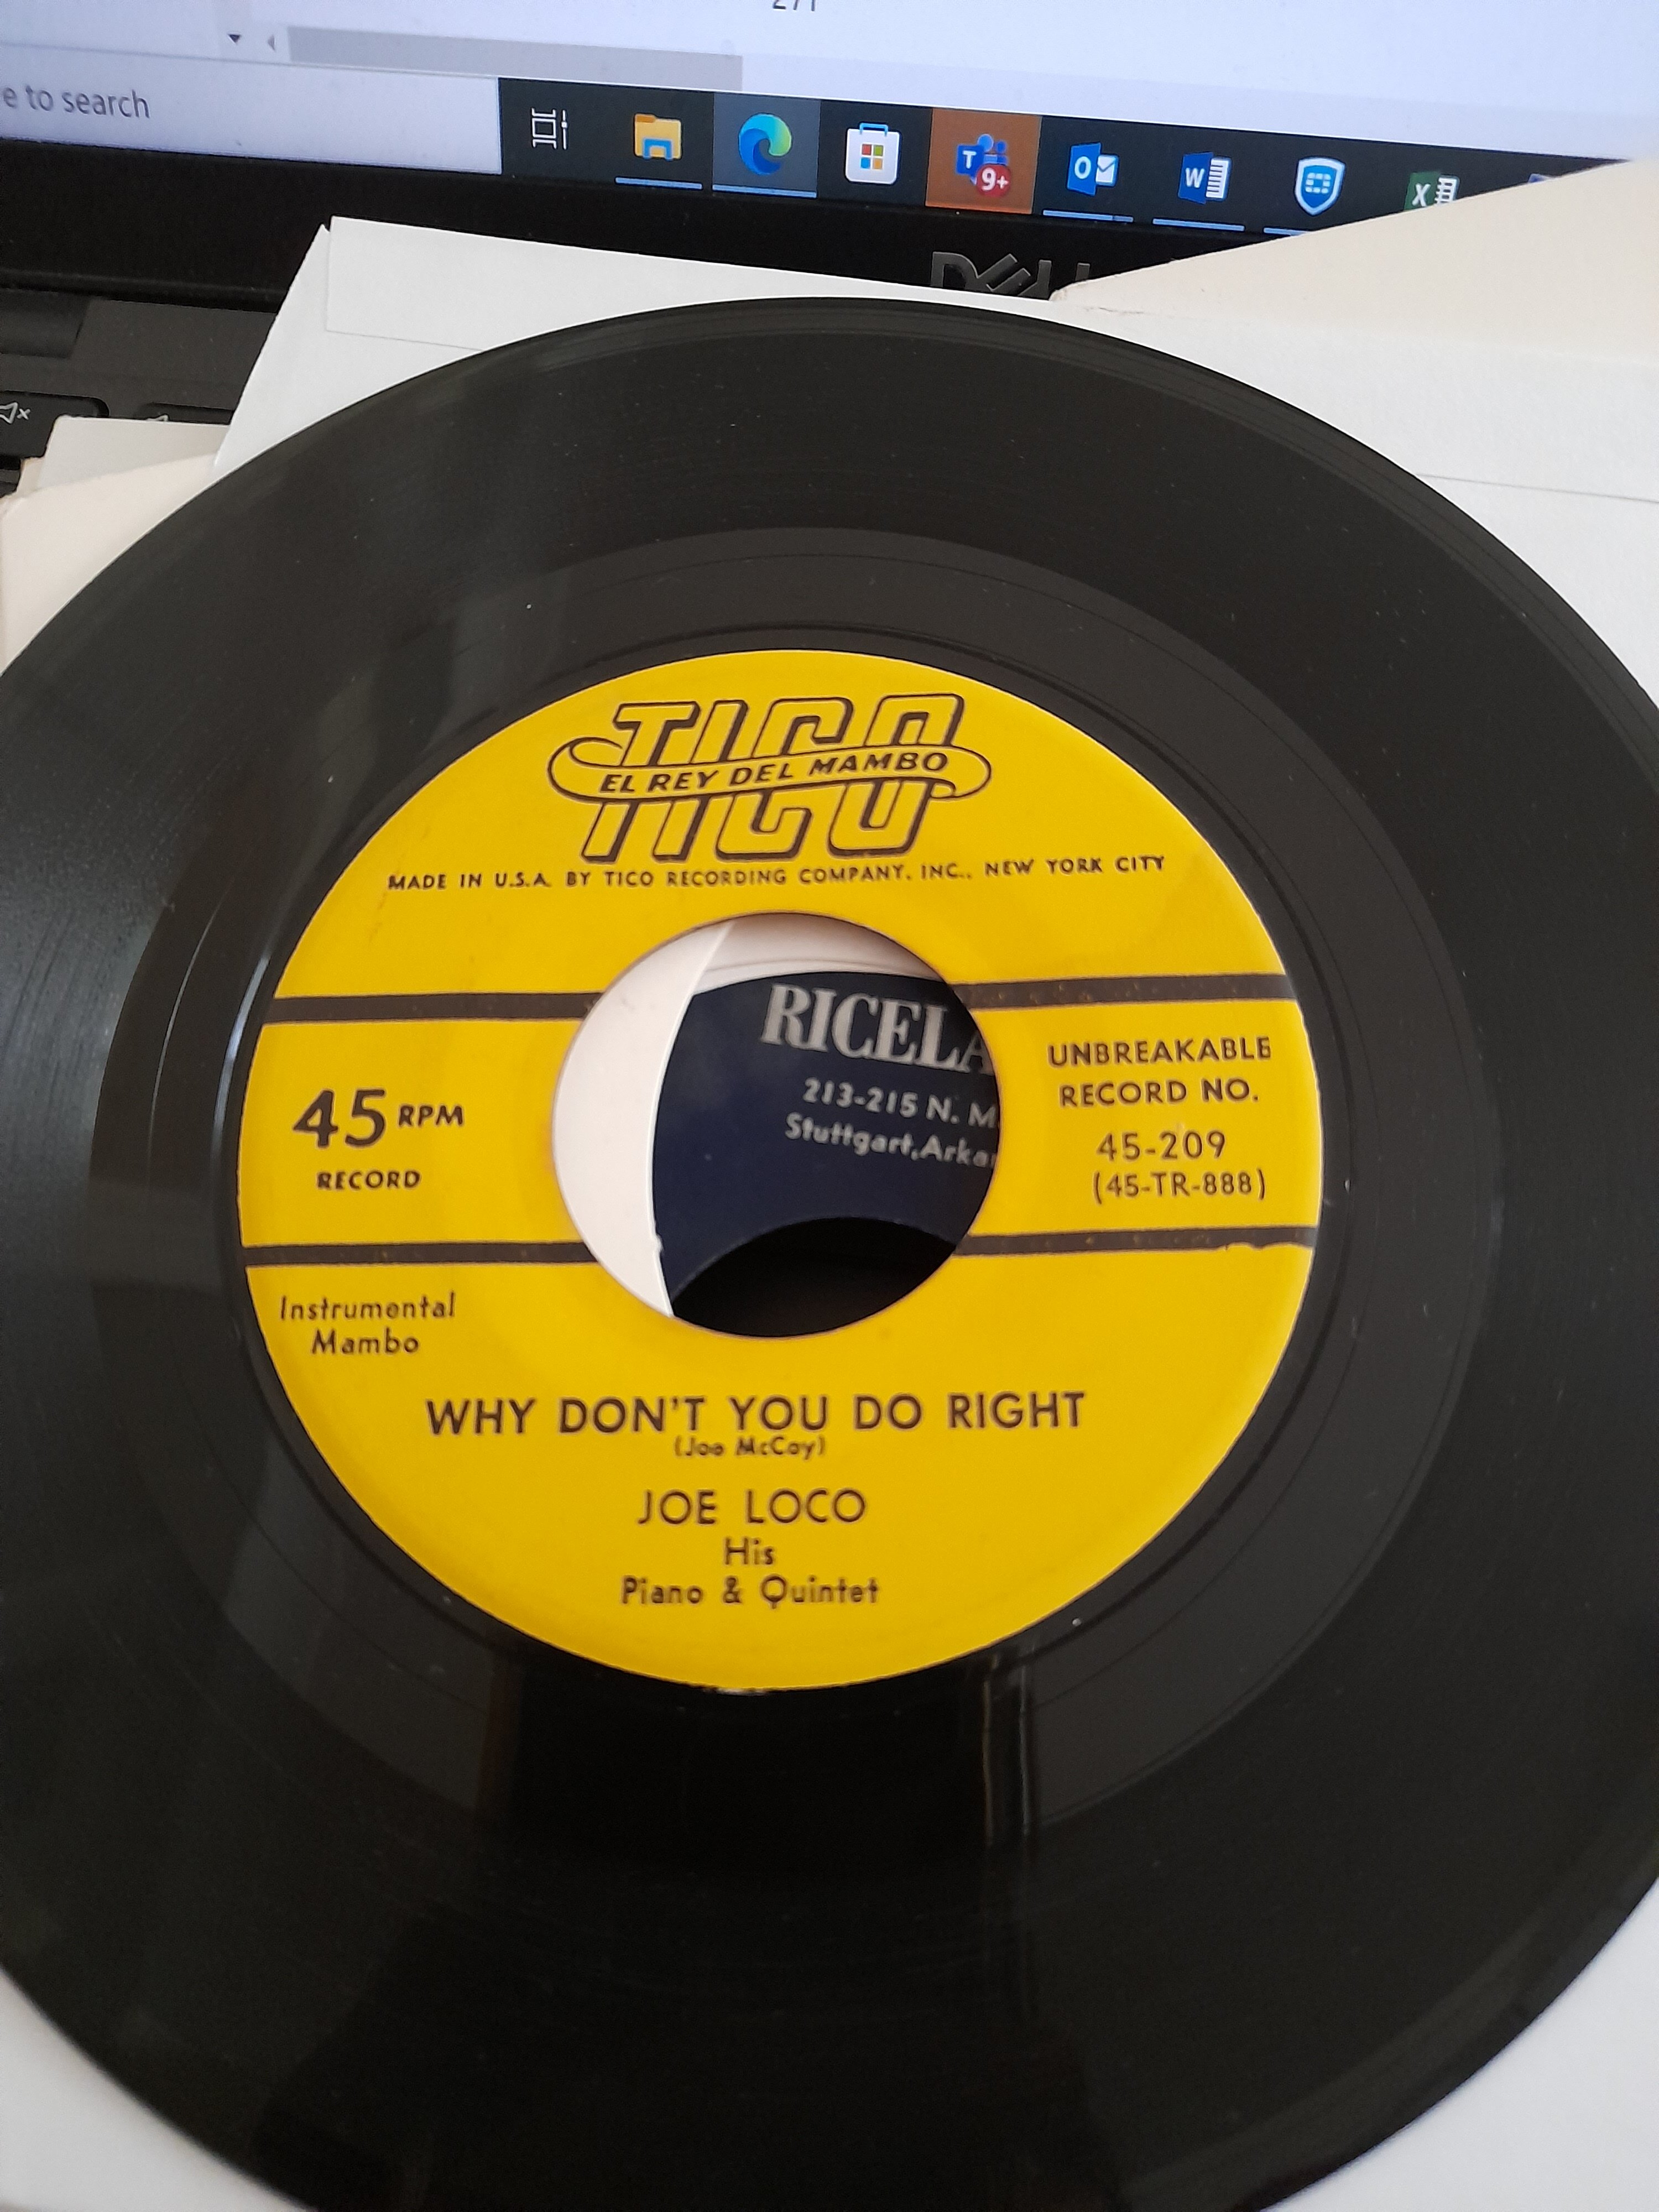 e to search
9+
DELL
TICO
EL REY DEL MAMBO
MADE IN U.S.A. BY TICO RECORDING COMPANY, INC., NEW YORK CITY
RICELA
213-215 N. M
Stuttgart, Arka
45 RPM
RECORD
UNBREAKABLE
RECORD NO.
45-209
(45-TR-888)
Instrumental
Mambo
WHY DON'T YOU DO RIGHT
(Joe McCoy)
JOE LOCO
His
Piano & Quintet